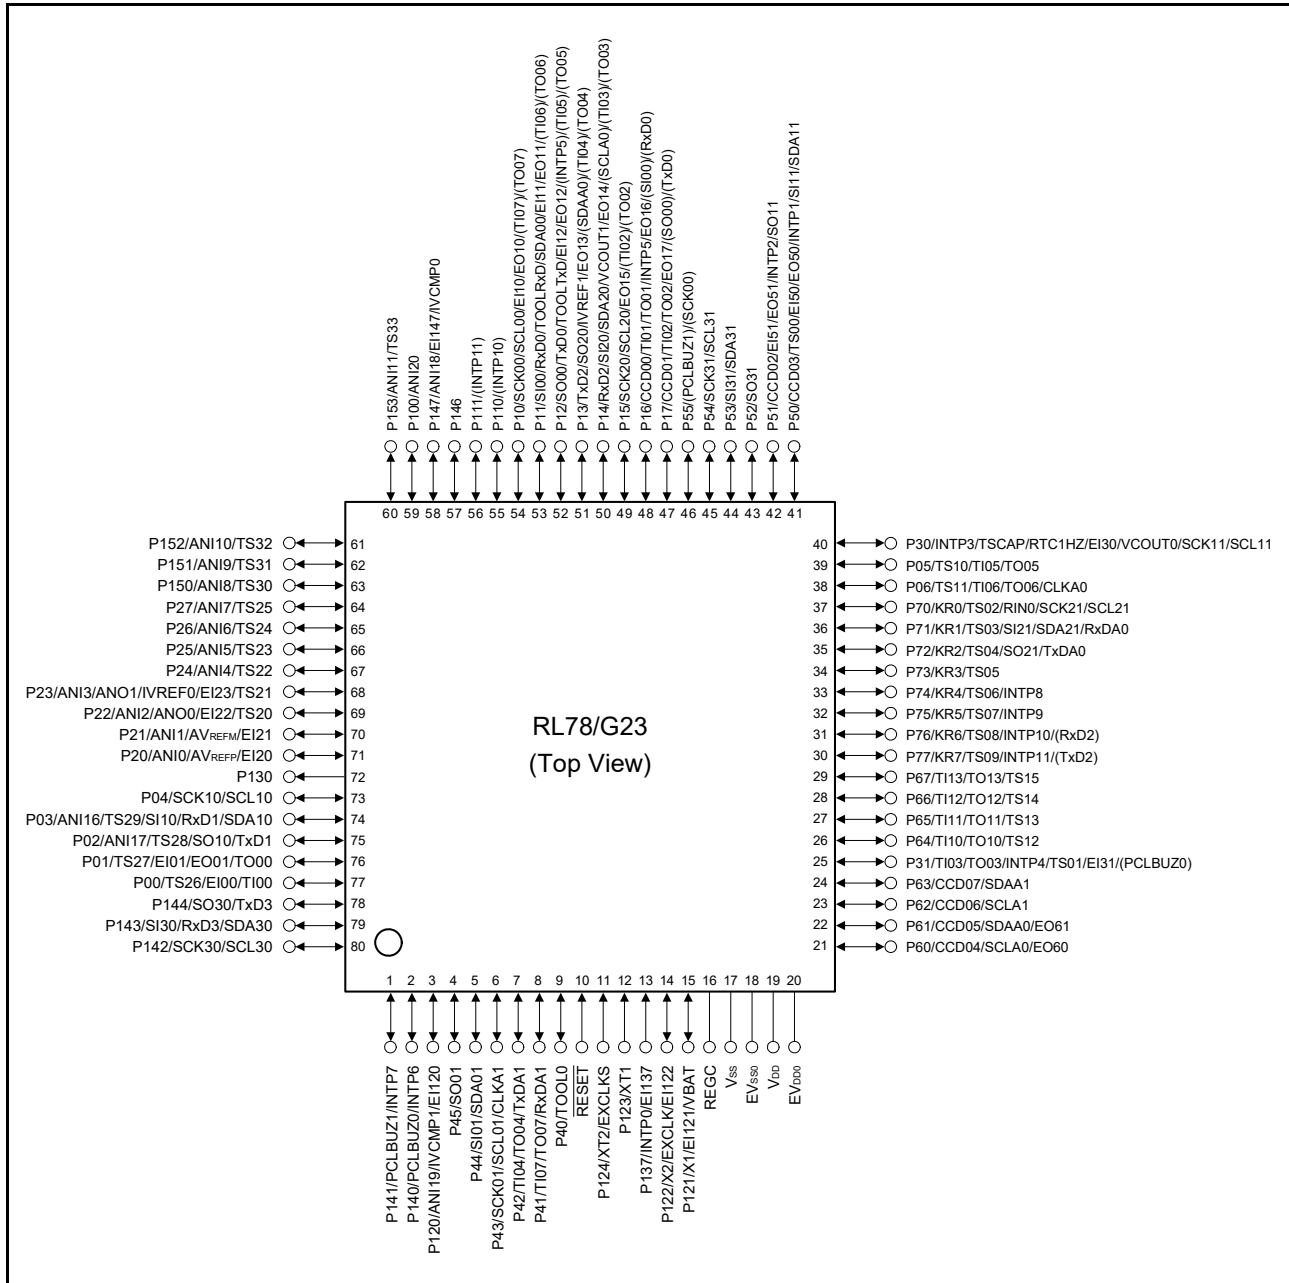 P153/ANI11/TS33
P100/ANI20
P147/ANI18/EI147/IVCMP0
P146
P111/(INTP11)
P110/(INTP10)
P10/SCK00/SCL00/EI10/EO10/(TI07)/(TO07)
P11/SI00/RxD0/TOOLRxD/SDA00/EI11/EO11/(TI06)/(TO06)
P12/SO00/TxD0/TOOLTxD/EI12/EO12/(INTP5)/(TI05)/(TO05)
P13/TxD2/SO20/IVREF1/EO13/(SDAA0)/(TI04)/(TO04)
P14/RxD2/SI20/SDA20/VCOUT1/EO14/(SCLA0)/(TI03)/(TO03)
P15/SCK20/SCL20/EO15/(TI02)/(TO02)
P16/CCD00/TI01/TO01/INTP5/EO16/(SI00)/(RxD0)
P17/CCD01/TI02/TO02/EO17/(SO00)/(TxD0)
P55/(PCLBUZ1)/(SCK00)
P54/SCK31/SCL31
P53/SI31/SDA31
P52/SO31
P51/CCD02/EI51/EO51/INTP2/SO11
P50/CCD03/TS00/EI50/EO50/INTP1/SI11/SDA11
60 59 58 57 56 55 54 53 52 51 50 49 48 47 46 45 44 43 42 41
P152/ANI10/TS32 61
P151/ANI9/TS31 62
P150/ANI8/TS30 63
P27/ANI7/TS25 64
P26/ANI6/TS24 65
P25/ANI5/TS23 66
P24/ANI4/TS22 67
P23/ANI3/ANO1/IVREF0/EI23/TS21 68
P22/ANI2/ANO0/EI22/TS20 69
P21/ANI1/AVREFM/EI21 70
P20/ANI0/AVREFP/EI20 71
P130 72
P04/SCK10/SCL10 73
P03/ANI16/TS29/SI10/RxD1/SDA10 74
P02/ANI17/TS28/SO10/TxD1 75
P01/TS27/EI01/EO01/TO00 76
P00/TS26/EI00/TI00 77
P144/SO30/TxD3 78
P143/SI30/RxD3/SDA30 79
P142/SCK30/SCL30 80
RL78/G23
(Top View)
40 P30/INTP3/TSCAP/RTC1HZ/EI30/VCOUT0/SCK11/SCL11
39 P05/TS10/TI05/TO05
38 P06/TS11/TI06/TO06/CLKA0
37 P70/KR0/TS02/RIN0/SCK21/SCL21
36 P71/KR1/TS03/SI21/SDA21/RxDA0
35 P72/KR2/TS04/SO21/TxDA0
34 P73/KR3/TS05
33 P74/KR4/TS06/INTP8
32 P75/KR5/TS07/INTP9
31 P76/KR6/TS08/INTP10/(RxD2)
30 P77/KR7/TS09/INTP11/(TxD2)
29 P67/TI13/TO13/TS15
28 P66/TI12/TO12/TS14
27 P65/TI11/TO11/TS13
26 P64/TI10/TO10/TS12
25 P31/TI03/TO03/INTP4/TS01/EI31/(PCLBUZ0)
24 P63/CCD07/SDAA1
23 P62/CCD06/SCLA1
22 P61/CCD05/SDAA0/EO61
21 P60/CCD04/SCLA0/EO60
1 2 3 4 5 6 7 8 9 10 11 12 13 14 15 16 17 18 19 20
P141/PCLBUZ1/INTP7
P140/PCLBUZ0/INTP6
P120/ANI19/IVCMP1/EI120
P45/SO01
P44/SI01/SDA01
P43/SCK01/SCL01/CLKA1
P42/TI04/TO04/TxDA1
P41/TI07/TO07/RxDA1
P40/TOOL0
RESET
P124/XT2/EXCLKS
P123/XT1
P137/INTP0/EI137
P122/X2/EXCLK/EI122
P121/X1/EI121/VBAT
REGC
VSS
EVSS0
VDD
EVDD0